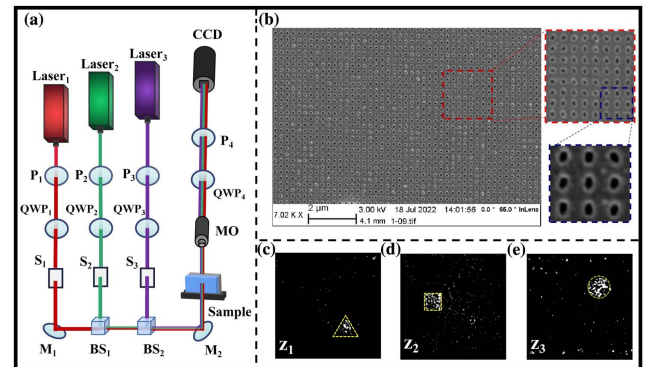 (a)
CCD
Laser₁
Laser₂
Laser₃
P₁
P₂
P₃
P₄
QWP₁
QWP₂
QWP₃
QWP₄
MO
S₁
S₂
S₃
Sample
M₁
BS₁
BS₂
M₂
(b)
7.02 K X
2 μm
3.00 kV 18 Jul 2022 14:01:56 0.0 ° 65.0 ° InLens
4.1 mm 1-09.tif
(c)
(d)
(e)
Z₁
Z₂
Z₃